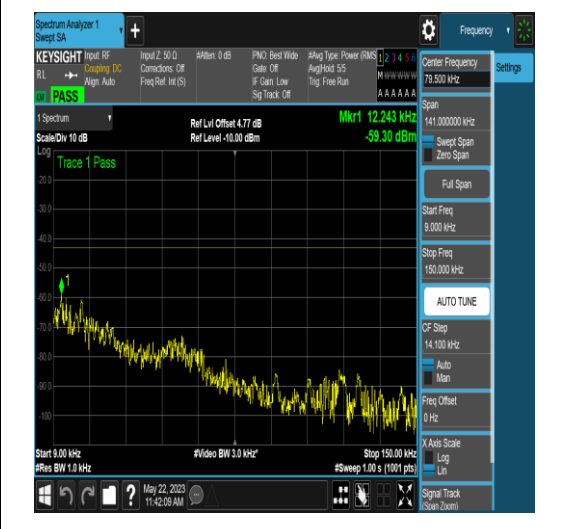 Spectrum Analyzer 1
Swept SA
Frequency
KEYSIGHT
Input: RF
Coupling: DC
Align: Auto
Input Z: 50 Ω
Corrections: Off
Freq Ref: Int (S)
#Atten: 0 dB
PNO: Best Wide
Gate: Off
IF Gain: Low
Sig Track: Off
#Avg Type: Power (RMS
Avg|Hold: 5/5
Trig: Free Run
1 2 3 4 5 6
M W W W W W
A A A A A A
RL
PASS
1 Spectrum
Scale/Div 10 dB
Ref Lvl Offset 4.77 dB
Ref Level -10.00 dBm
Mkr1 12.243 kHz
-59.30 dBm
Log
Trace 1 Pass
-20.0
-30.0
-40.0
-50.0
-60.0
-70.0
-80.0
-90.0
-100
1
Start 9.00 kHz
#Res BW 1.0 kHz
#Video BW 3.0 kHz*
Stop 150.00 kHz
#Sweep 1.00 s (1001 pts)
May 22, 2023
11:42:09 AM
?
Center Frequency
79.500 kHz
Settings
Span
141.000000 kHz
Swept Span
Zero Span
Full Span
Start Freq
9.000 kHz
Stop Freq
150.000 kHz
AUTO TUNE
CF Step
14.100 kHz
Auto
Man
Freq Offset
0 Hz
X Axis Scale
Log
Lin
Signal Track
(Span Zoom)